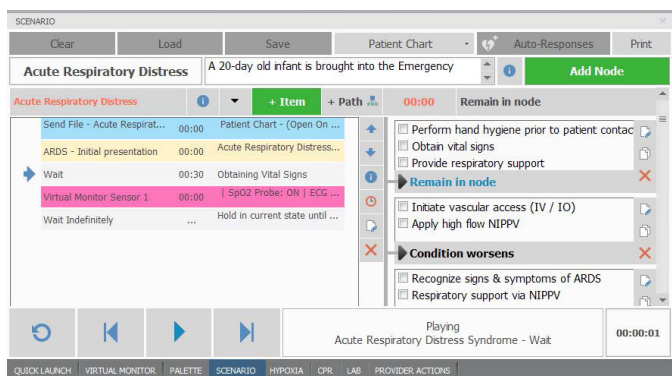 SCENARIO
Clear Load Save Patient Chart Auto-Responses Print
Acute Respiratory Distress A 20-day old infant is brought into the Emergency Add Node
Acute Respiratory Distress + Item + Path 00:00 Remain in node
Send File - Acute Respirat... 00:00 Patient Chart - (Open On ...
ARDS - Initial presentation 00:00 Acute Respiratory Distress...
Wait 00:30 Obtaining Vital Signs
Virtual Monitor Sensor 1 00:00 | SpO2 Probe: ON | ECG ...
Wait Indefinitely ... Hold in current state until ...
Perform hand hygiene prior to patient contac
Obtain vital signs
Provide respiratory support
Remain in node
Initiate vascular access (IV / IO)
Apply high flow NIPPV
Condition worsens
Recognize signs & symptoms of ARDS
Respiratory support via NIPPV
Playing
Acute Respiratory Distress Syndrome - Wait
00:00:01
QUICK LAUNCH VIRTUAL MONITOR PALETTE SCENARIO HYPOXIA CPR LAB PROVIDER ACTIONS